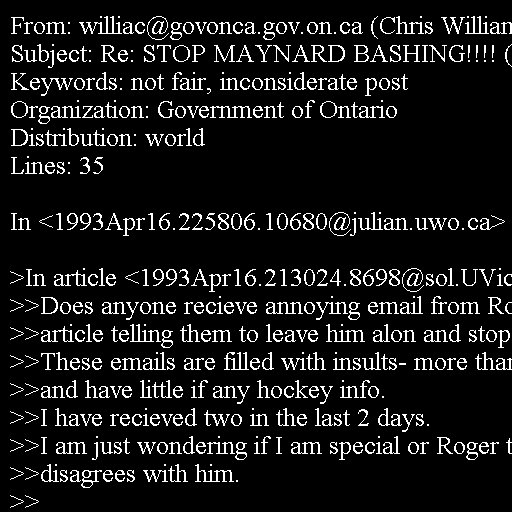 From: williac@govonca.gov.on.ca (Chris William
Subject: Re: STOP MAYNARD BASHING!!!! (
Keywords: not fair, inconsiderate post
Organization: Government of Ontario
Distribution: world
Lines: 35

In <1993Apr16.225806.10680@julian.uwo.ca>

>In article <1993Apr16.213024.8698@sol.UVic
>>Does anyone recieve annoying email from Ro
>>article telling them to leave him alon and stop
>>These emails are filled with insults- more than
>>and have little if any hockey info.
>>I have recieved two in the last 2 days.
>>I am just wondering if I am special or Roger t
>>disagrees with him.
>>